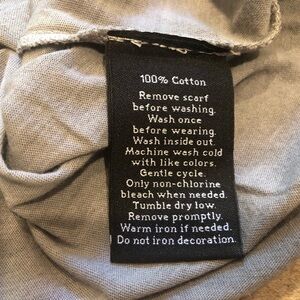 100% Cotton
Remove scarf
before washing.
Wash once
before wearing.
Wash inside out.
Machine wash cold
with like colors.
Gentle cycle.
Only non-chlorine
bleach when needed.
Tumble dry low.
Remove promptly.
Warm iron if needed.
Do not iron decoration.